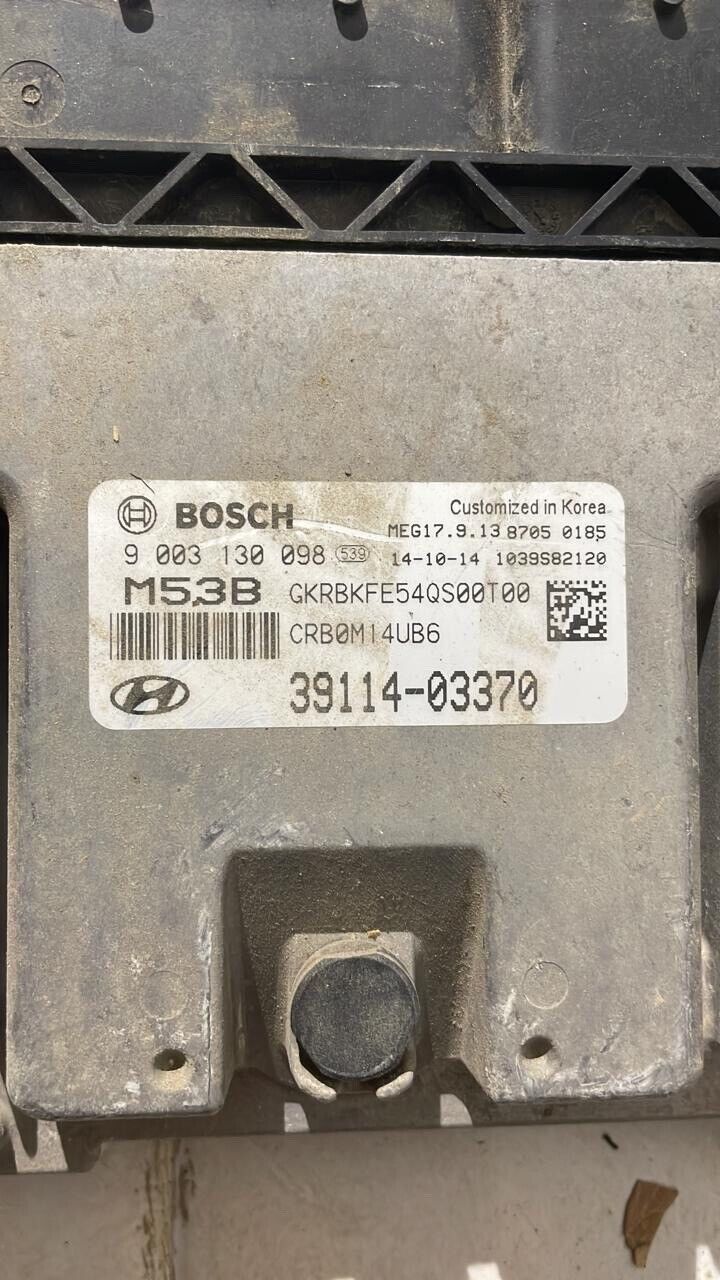 BOSCH
Customized in Korea
MEG17.9.13 8705 0185
9 003 130 098 539
14-10-14 1039S82120
M5.3B
GKRBKFE54QS00T00
CRB0M14UB6
39114-03370